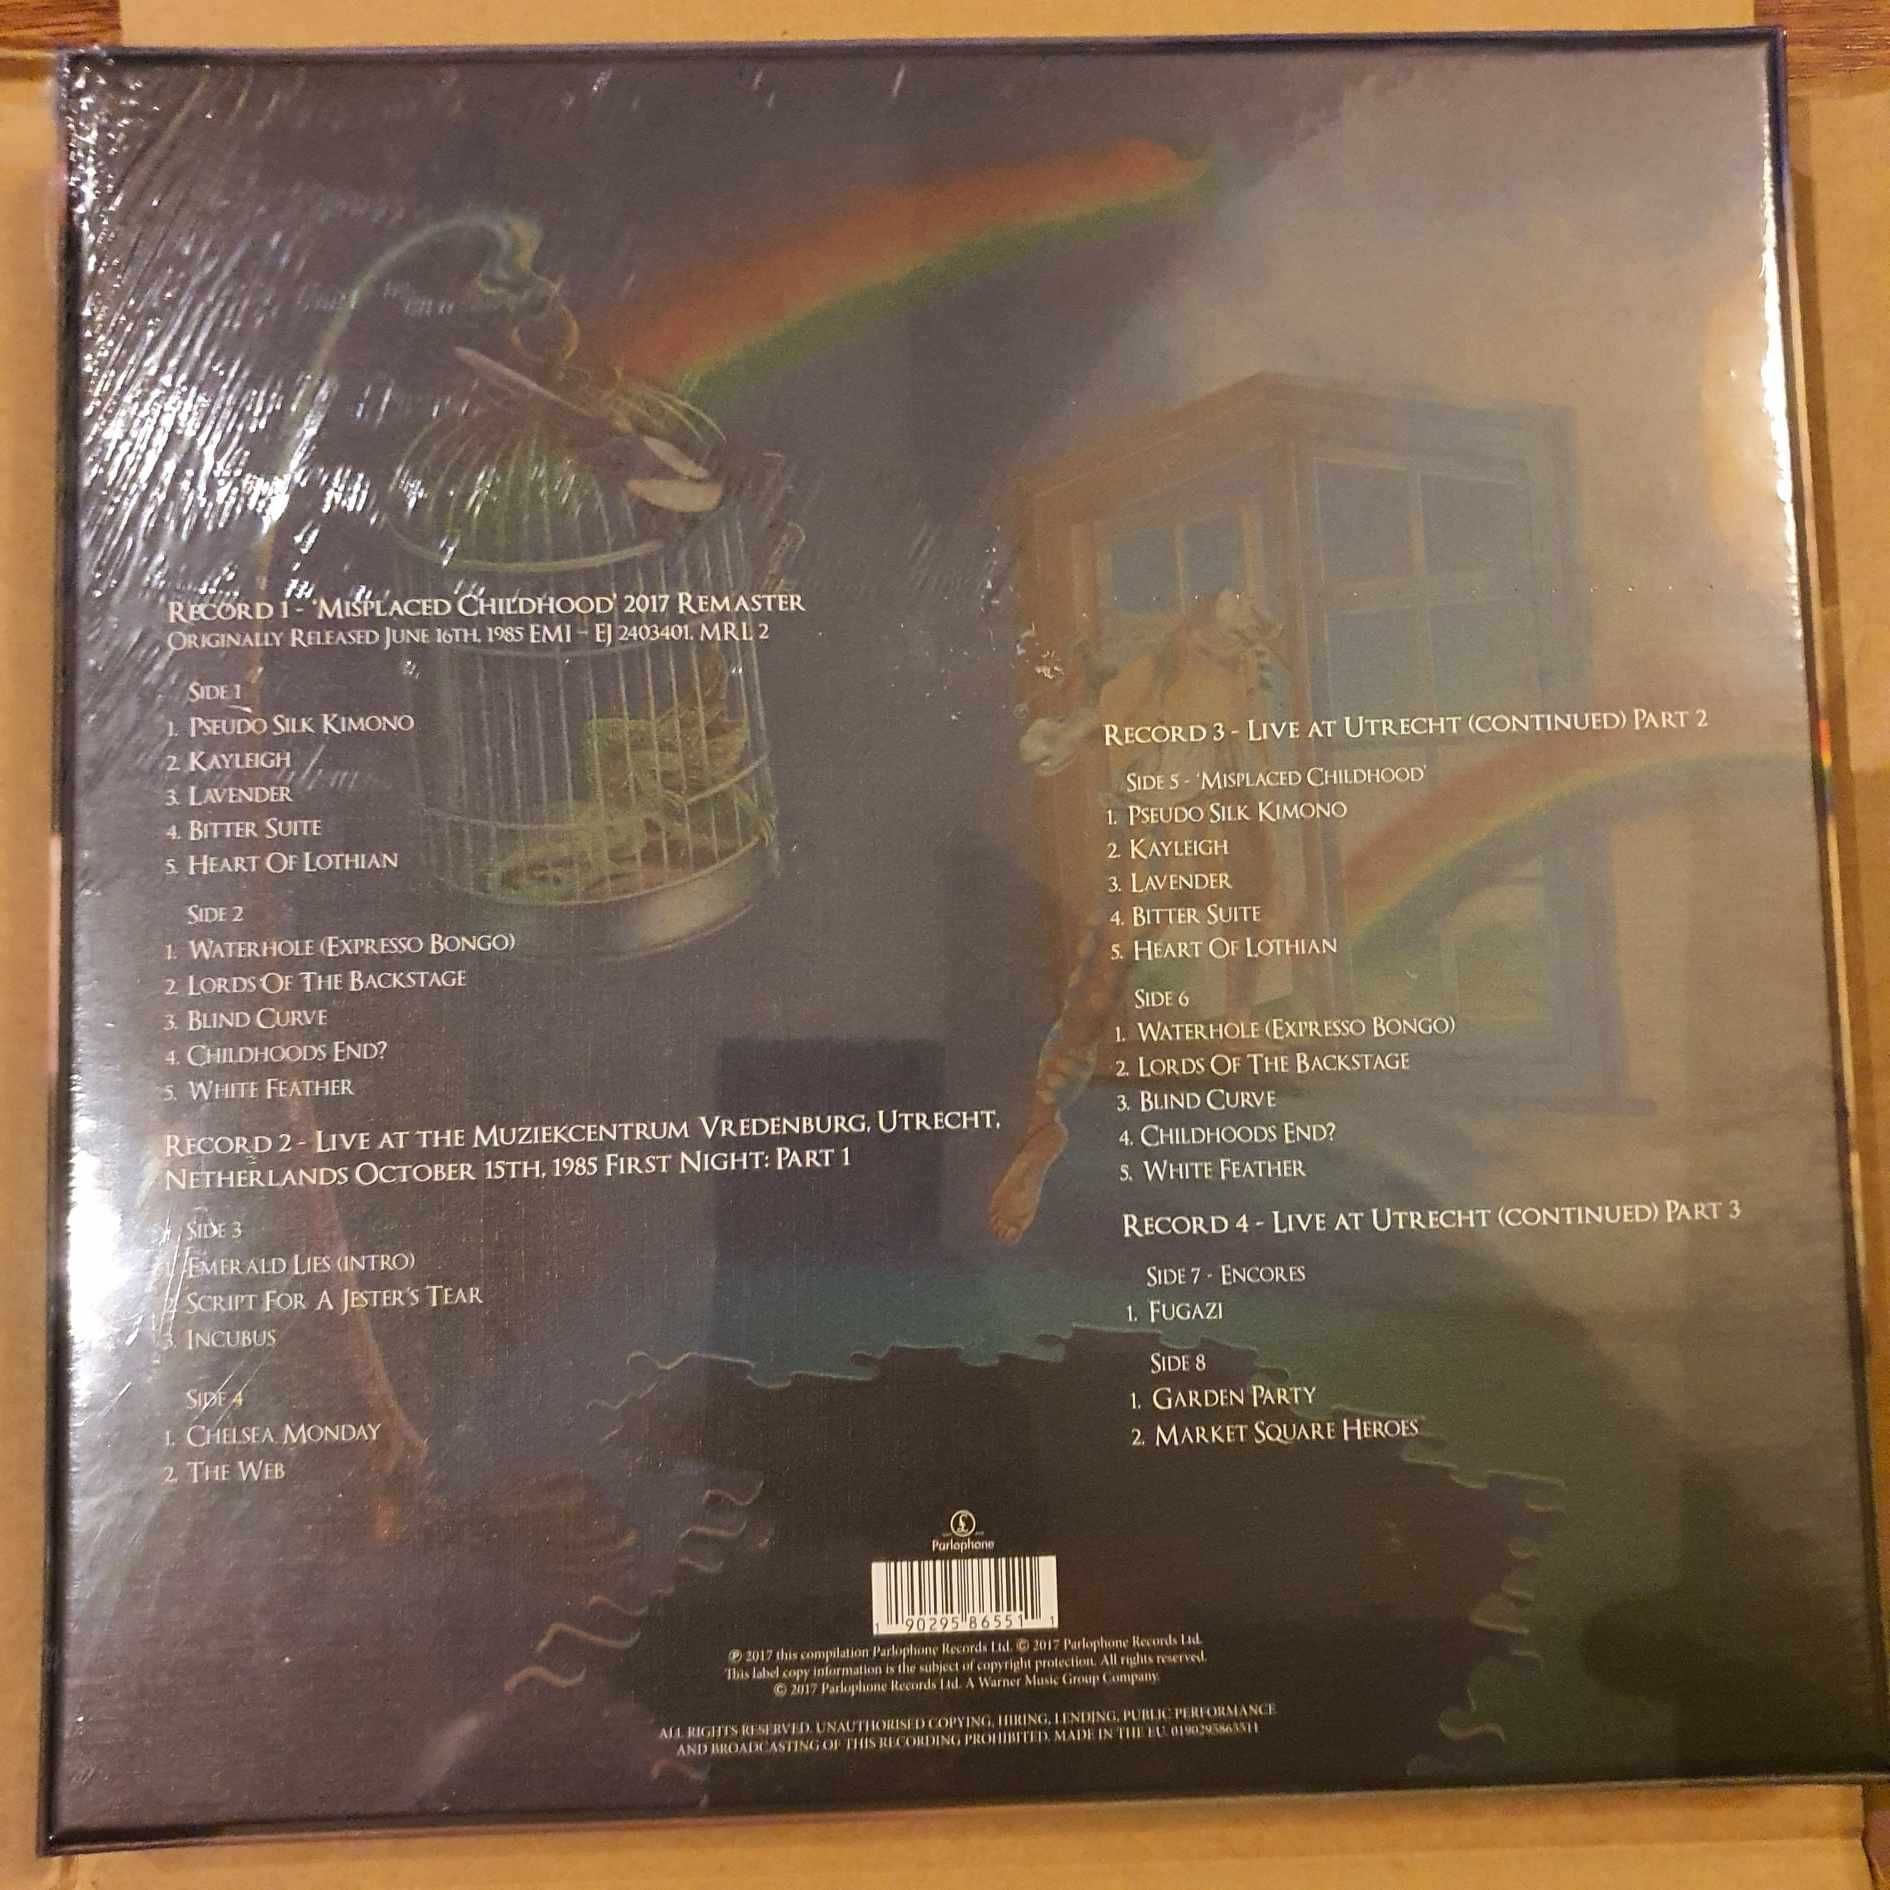 RECORD 1 - 'MISPLACED CHILDHOOD' 2017 REMASTER
ORIGINALLY RELEASED JUNE 16TH, 1985 EMI – EJ 2403401, MRL 2
SIDE 1
1. PSEUDO SILK KIMONO
2. KAYLEIGH
3. LAVENDER
4. BITTER SUITE
5. HEART OF LOTHIAN
SIDE 2
1. WATERHOLE (EXPRESSO BONGO)
2. LORDS OF THE BACKSTAGE
3. BLIND CURVE
4. CHILDHOODS END?
5. WHITE FEATHER
RECORD 2 - LIVE AT THE MUZIEKCENTRUM VREDENBURG, UTRECHT,
NETHERLANDS OCTOBER 15TH, 1985 FIRST NIGHT: PART 1
SIDE 3
1. EMERALD LIES (INTRO)
2. SCRIPT FOR A JESTER'S TEAR
3. INCUBUS
SIDE 4
1. CHELSEA MONDAY
2. THE WEB
RECORD 3 - LIVE AT UTRECHT (CONTINUED) PART 2
SIDE 5 - 'MISPLACED CHILDHOOD'
1. PSEUDO SILK KIMONO
2. KAYLEIGH
3. LAVENDER
4. BITTER SUITE
5. HEART OF LOTHIAN
SIDE 6
1. WATERHOLE (EXPRESSO BONGO)
2. LORDS OF THE BACKSTAGE
3. BLIND CURVE
4. CHILDHOODS END?
5. WHITE FEATHER
RECORD 4 - LIVE AT UTRECHT (CONTINUED) PART 3
SIDE 7 - ENCORES
1. FUGAZI
SIDE 8
1. GARDEN PARTY
2. MARKET SQUARE HEROES
£
Parlophone
1 90295 86551 1
℗ 2017 this compilation Parlophone Records Ltd. © 2017 Parlophone Records Ltd.
This label copy information is the subject of copyright protection. All rights reserved.
© 2017 Parlophone Records Ltd. A Warner Music Group Company.
ALL RIGHTS RESERVED. UNAUTHORISED COPYING, HIRING, LENDING, PUBLIC PERFORMANCE
AND BROADCASTING OF THIS RECORDING PROHIBITED. MADE IN THE EU. 0190295865511